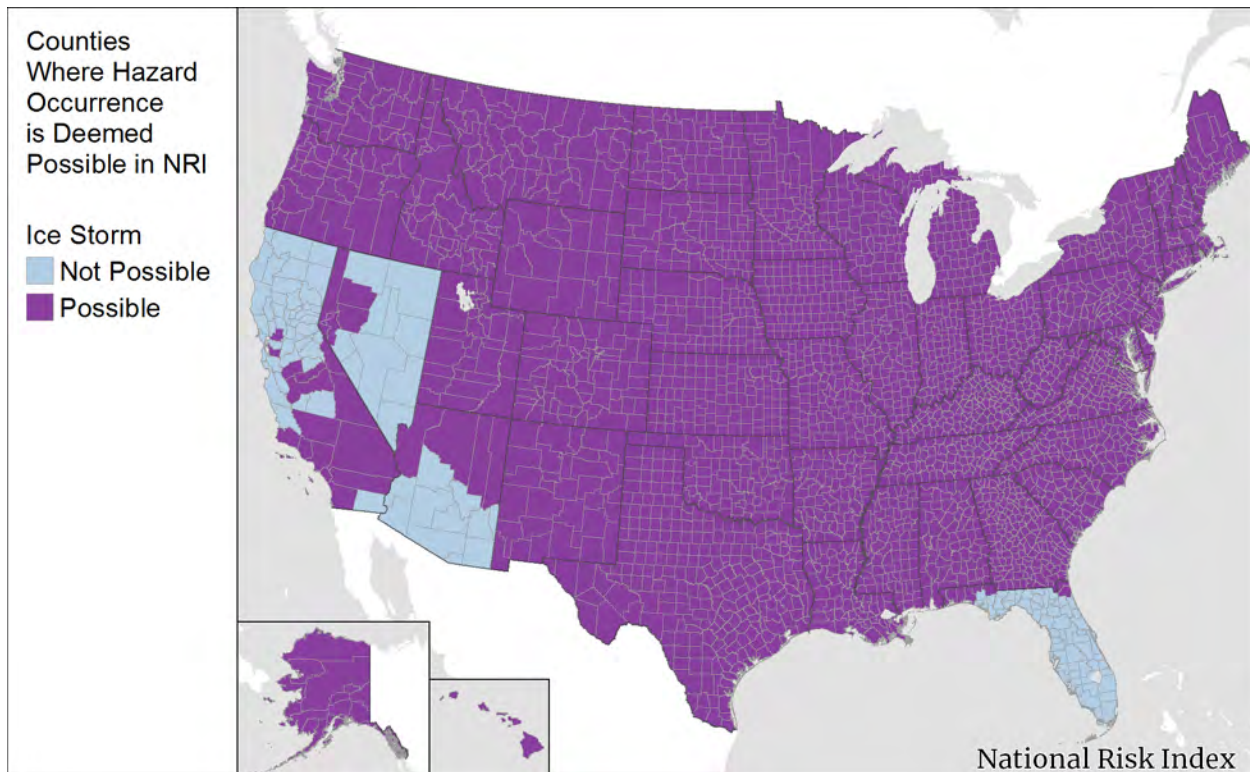 Counties
Where Hazard
Occurrence
is Deemed
Possible in NRI
Ice Storm
Not Possible
Possible
National Risk Index